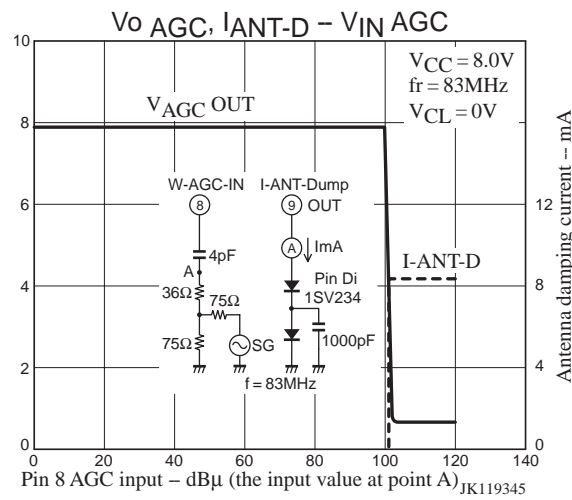 Vo AGC, IANT-D – VIN AGC
VCC = 8.0V
fr = 83MHz
VCL = 0V
VAGC OUT
8
6
4
2
0
12
8
4
0
Antenna damping current – mA
W-AGC-IN
8
4pF
A
36Ω
75Ω
75Ω
SG
f = 83MHz
I-ANT-Dump
9 OUT
A ImA
Pin Di
1SV234
1000pF
I-ANT-D
0 20 40 60 80 100 120 140
Pin 8 AGC input – dBμ (the input value at point A)
JK119345